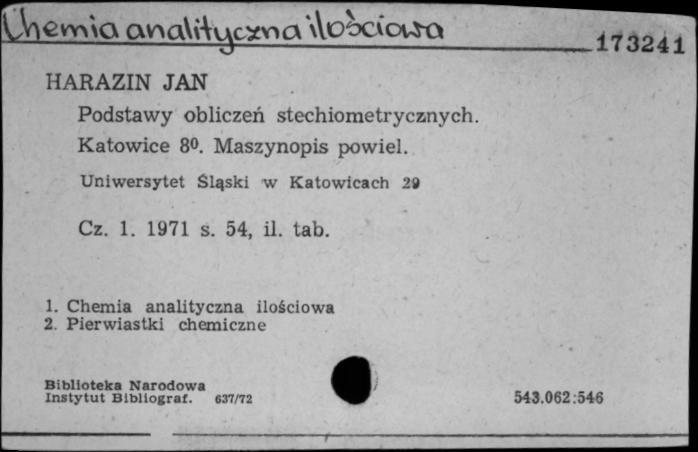 Chemia analityczna ilościowa
173241
HARAZIN JAN
Podstawy obliczeń stechiometrycznych.
Katowice 8⁰. Maszynopis powiel.
Uniwersytet Śląski w Katowicach 29
Cz. 1. 1971 s. 54, il. tab.
1. Chemia analityczna ilościowa
2. Pierwiastki chemiczne
Biblioteka Narodowa
Instytut Bibliograf. 637/72
543.062:546